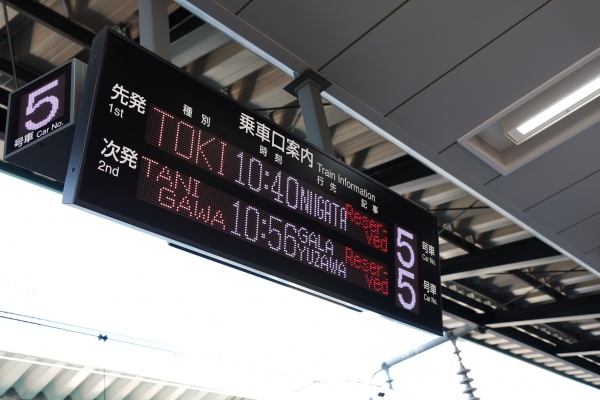 5
号車 Car No.
乗車口案内 Train Information
種別 時刻 行先 記事
先発 TOKI 10:40 NIIGATA Reser-ved 5 号車
1st Car No.
次発 TANIGAWA 10:56 GALA YUZAWA Reser-ved 5 号車
2nd Car No.